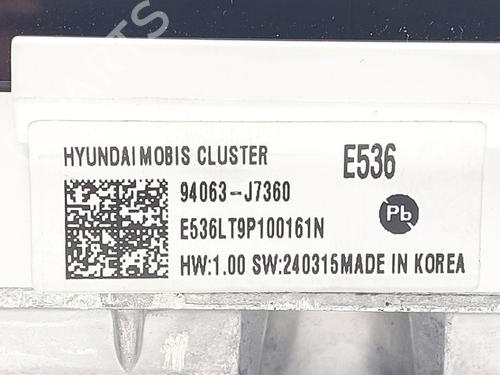 HYUNDAI MOBIS CLUSTER
E536
94063-J7360
Pb
E536LT9P100161N
HW:1.00 SW:240315MADE IN KOREA